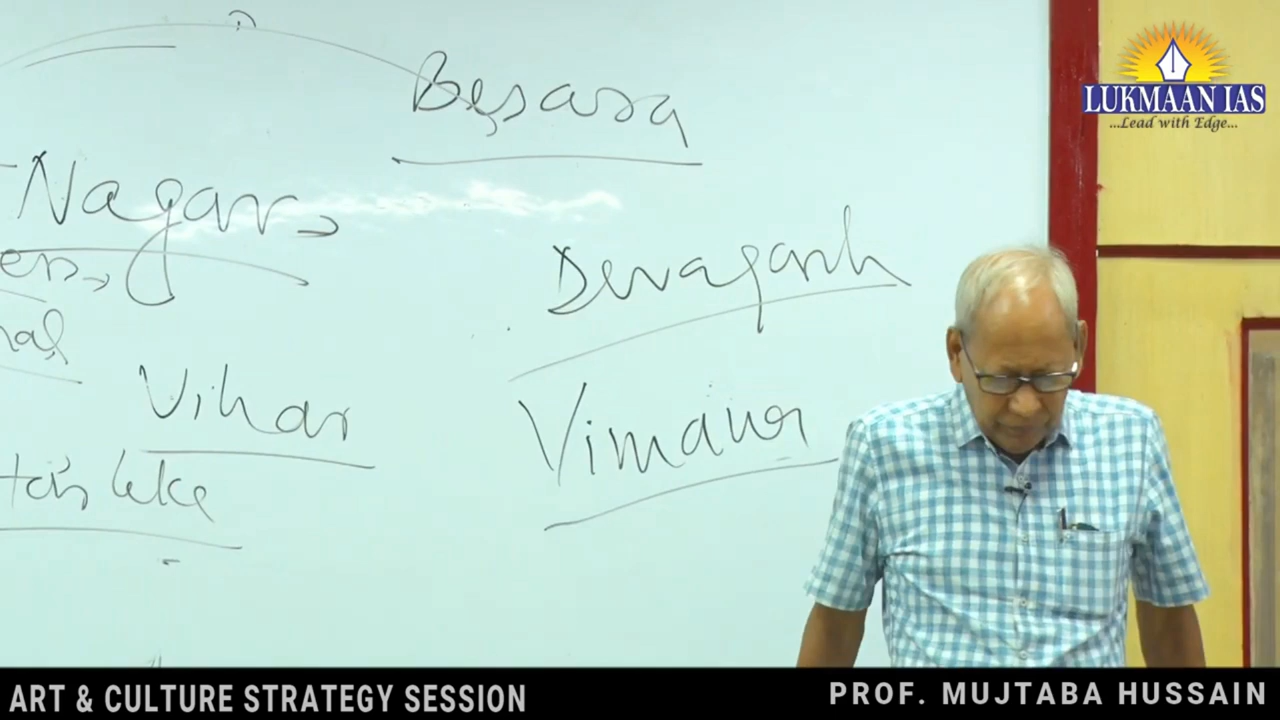 Besara
LUKMAAN IAS
...Lead with Edge...
Nagar,
Devagarh
Vihar
Vimana
ART & CULTURE STRATEGY SESSION
PROF. MUJTABA HUSSAIN